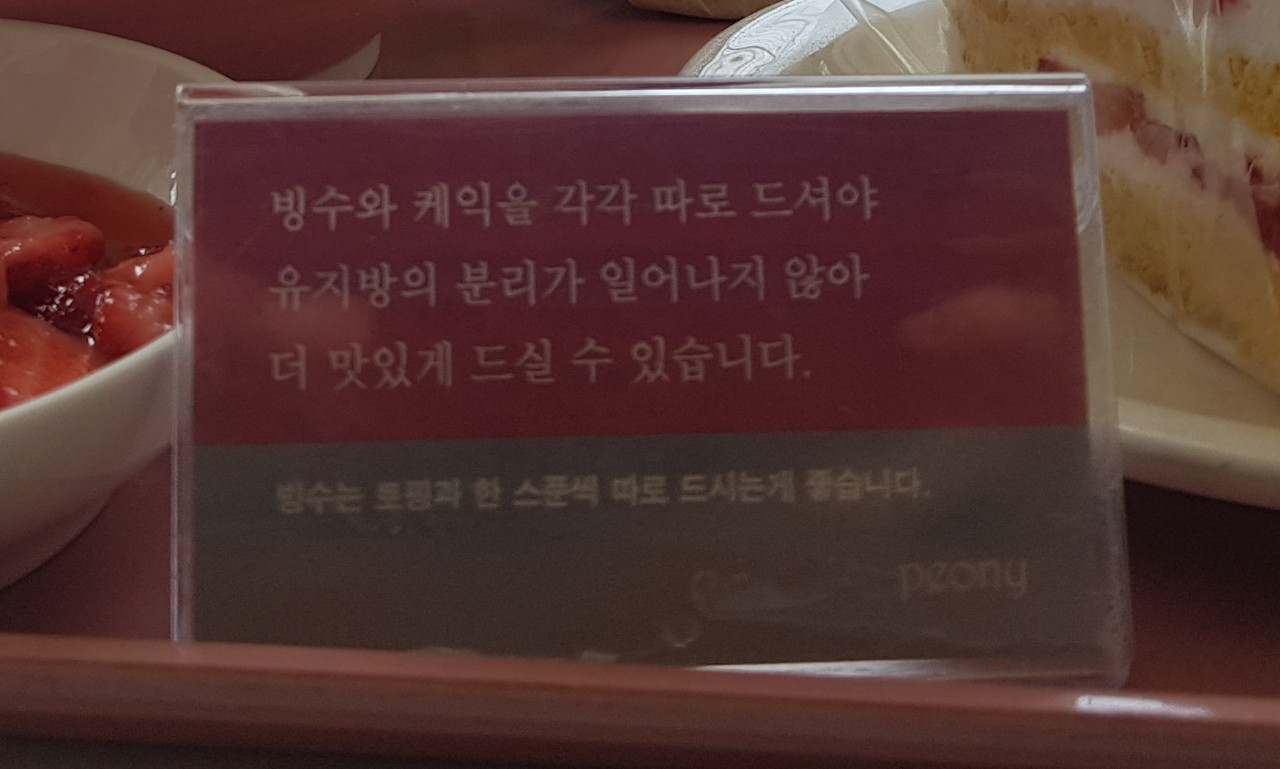 빙수와 케익을 각각 따로 드셔야
유지방의 분리가 일어나지 않아
더 맛있게 드실 수 있습니다.
빙수는 토핑과 한 스푼씩 따로 드시는게 좋습니다.
peony